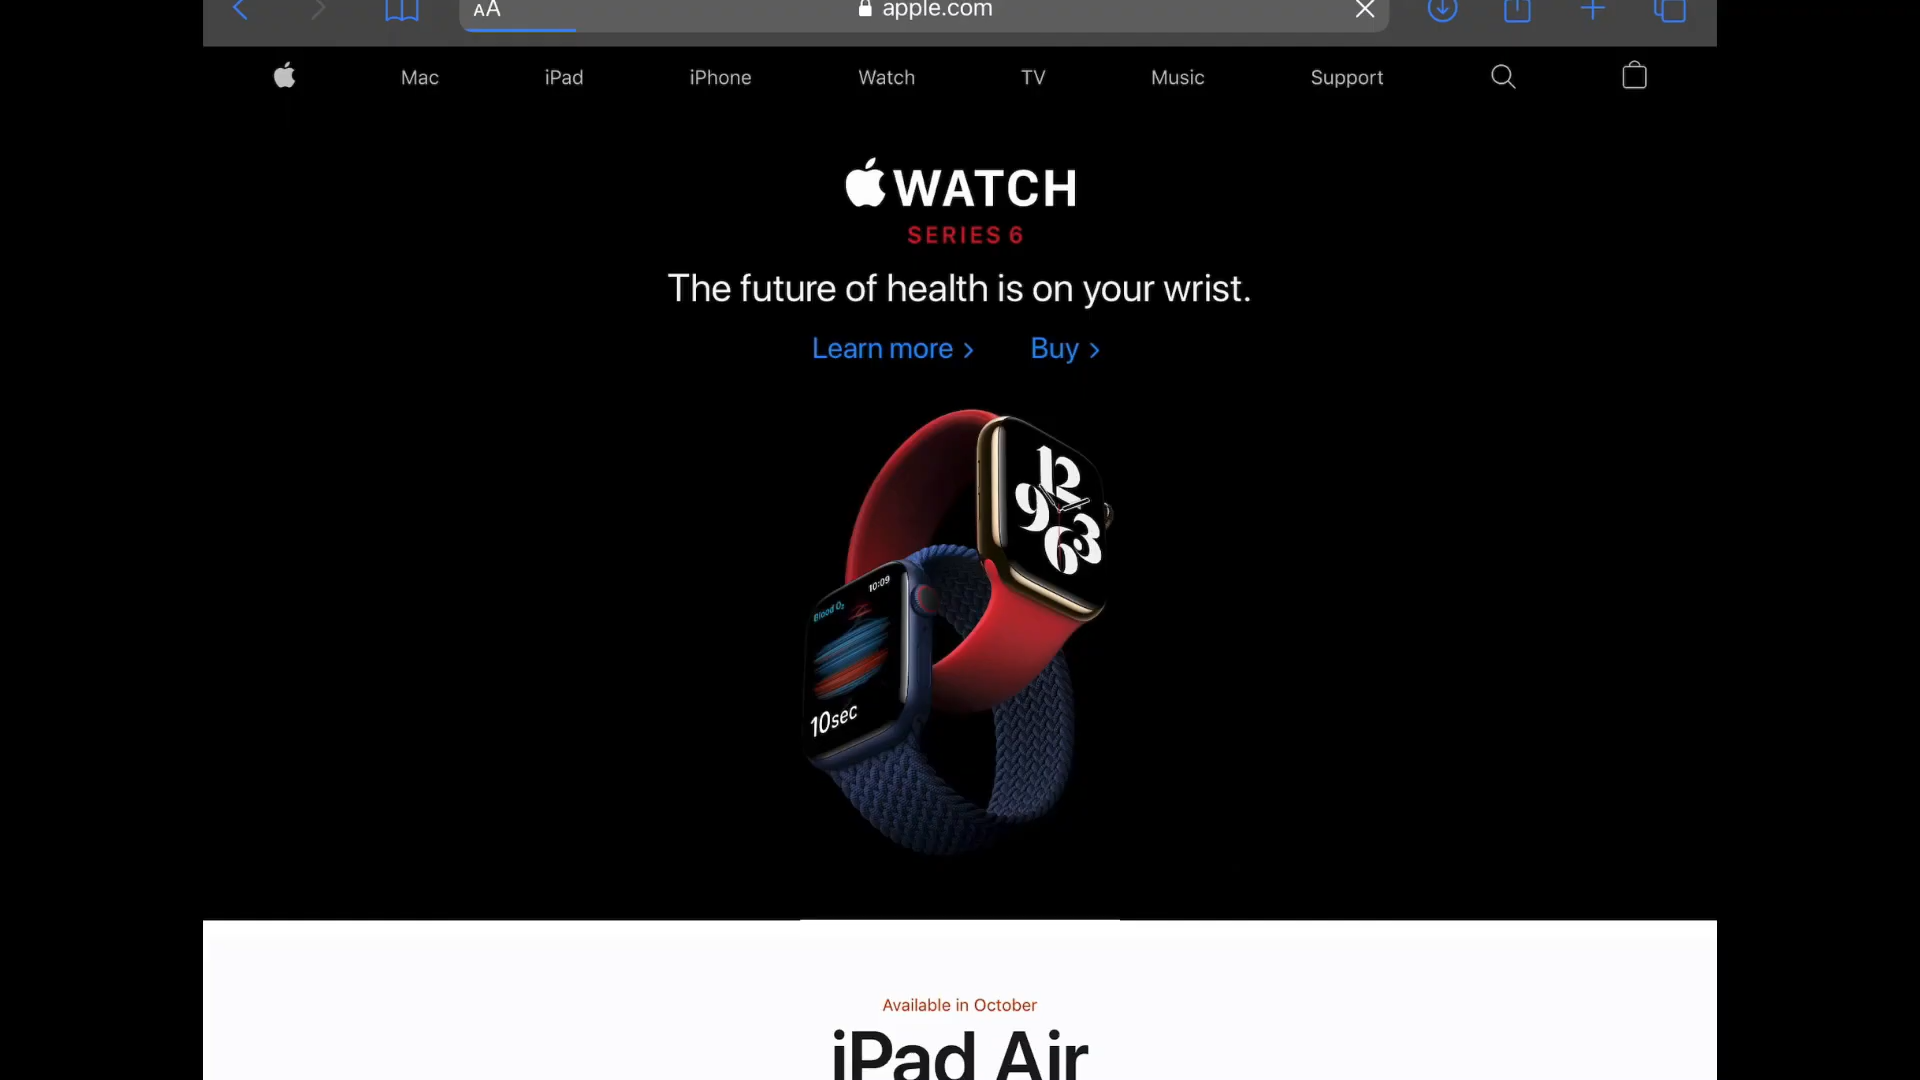 AA
apple.com
Mac
iPad
iPhone
Watch
TV
Music
Support
WATCH
SERIES 6
The future of health is on your wrist.
Learn more >
Buy >
12
9
3
6
10:09
Blood O₂
10sec
Available in October
iPad Air